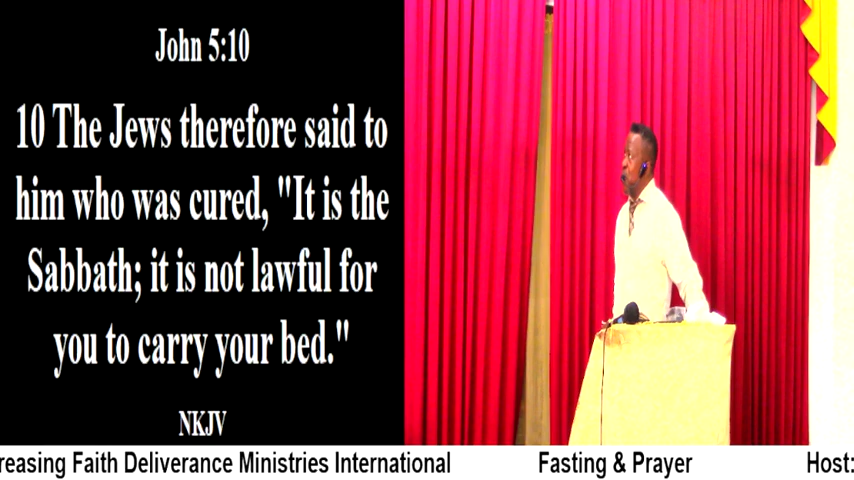 John 5:10
10 The Jews therefore said to
him who was cured, "It is the
Sabbath; it is not lawful for
you to carry your bed."
NKJV
reasing Faith Deliverance Ministries International Fasting & Prayer Host: